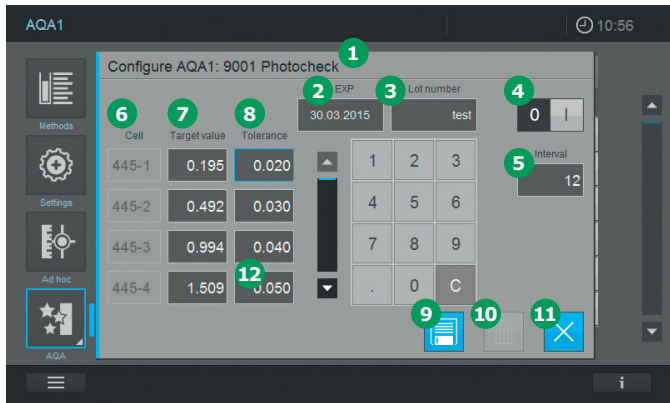 AQA1
10:56
Configure AQA1: 9001 Photocheck
1
2
EXP
3
Lot number
4
30.03.2015
test
0 I
6
7
8
Cell
Target value
Tolerance
5
Interval
12
445-1 0.195 0.020
445-2 0.492 0.030
445-3 0.994 0.040
12
445-4 1.509 0.050
1 2 3
4 5 6
7 8 9
. 0 C
9
10
11
Methods
Settings
Ad hoc
AQA
i